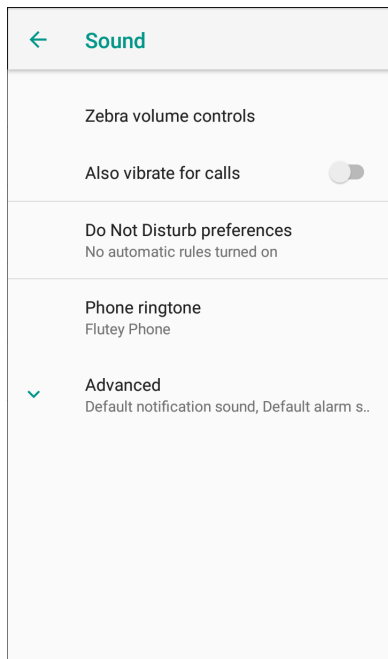 Sound
Zebra volume controls
Also vibrate for calls
Do Not Disturb preferences
No automatic rules turned on
Phone ringtone
Flutey Phone
Advanced
Default notification sound, Default alarm s..